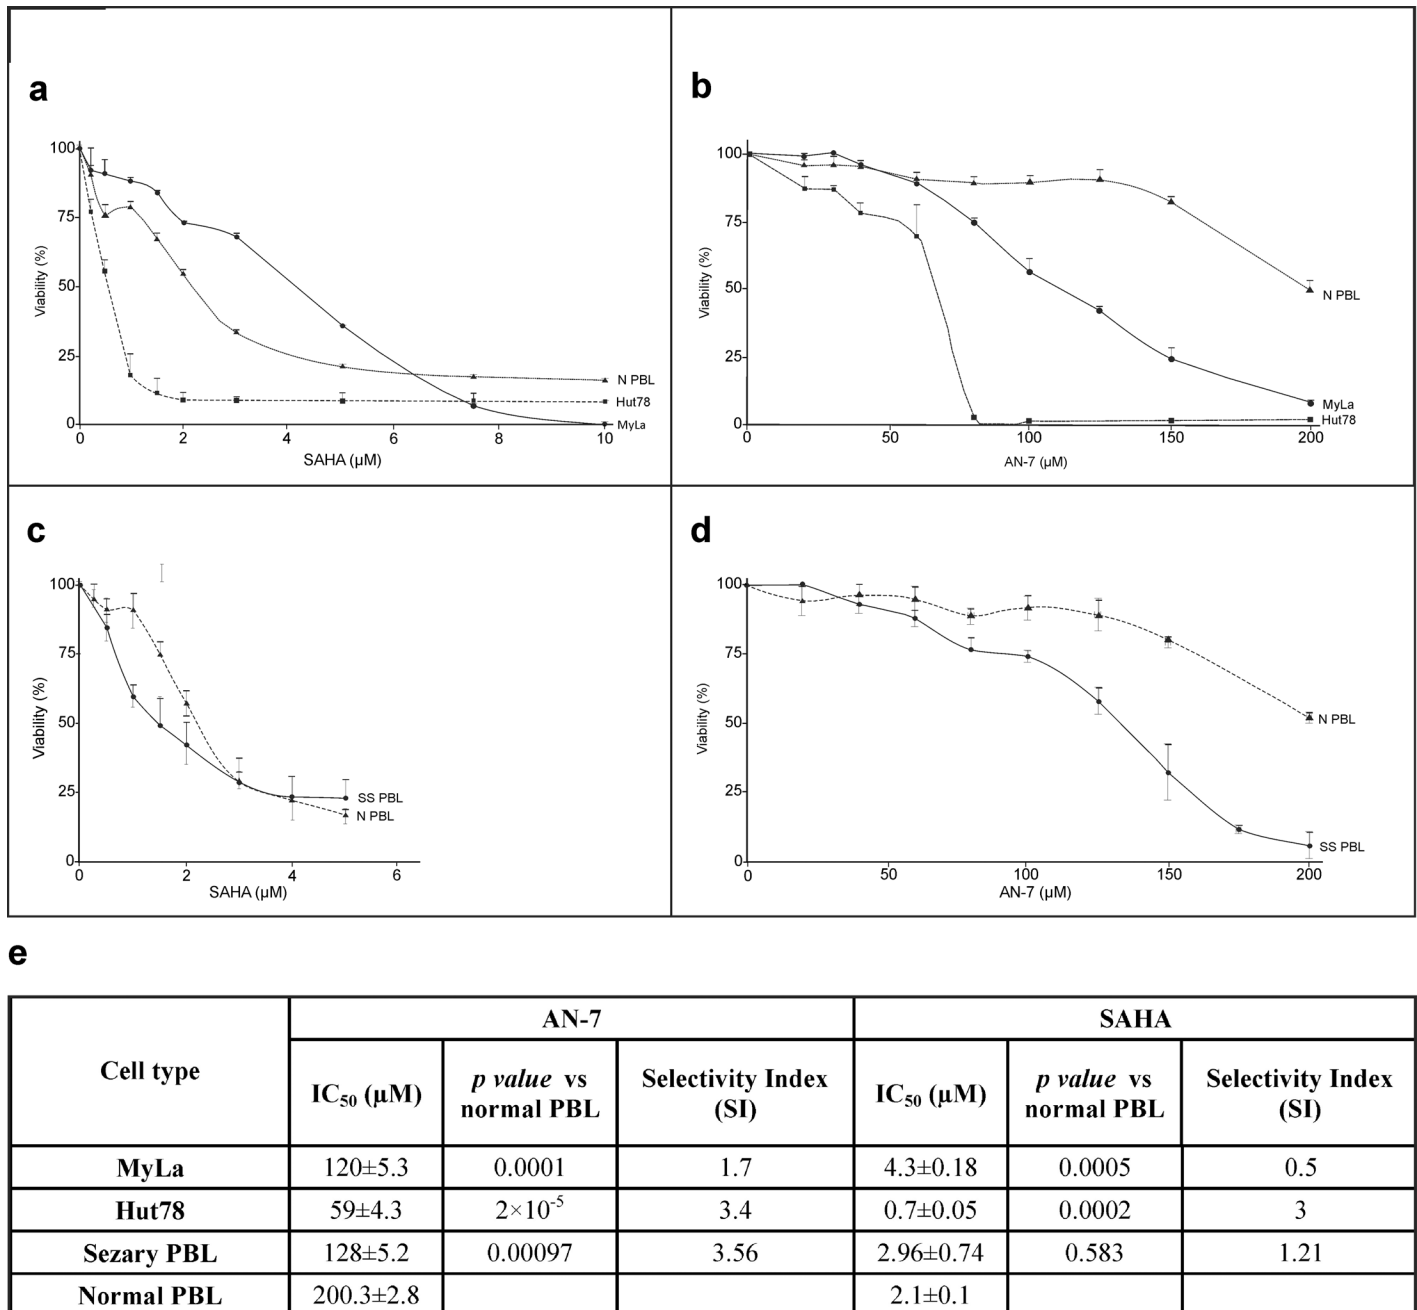 a
100
75
50
25
0
Viability (%)
0 2 4 6 8 10
SAHA (µM)
N PBL
Hut78
MyLa
b
100
75
50
25
0
Viability (%)
0 50 100 150 200
AN-7 (µM)
N PBL
MyLa
Hut78
c
100
75
50
25
0
Viability (%)
0 2 4 6
SAHA (µM)
SS PBL
N PBL
d
100
75
50
25
0
Viability (%)
0 50 100 150 200
AN-7 (µM)
N PBL
SS PBL
e
Cell type AN-7 SAHA
IC50 (µM) p value vs normal PBL Selectivity Index (SI) IC50 (µM) p value vs normal PBL Selectivity Index (SI)
MyLa 120±5.3 0.0001 1.7 4.3±0.18 0.0005 0.5
Hut78 59±4.3 2×10-5 3.4 0.7±0.05 0.0002 3
Sezary PBL 128±5.2 0.00097 3.56 2.96±0.74 0.583 1.21
Normal PBL 200.3±2.8 2.1±0.1